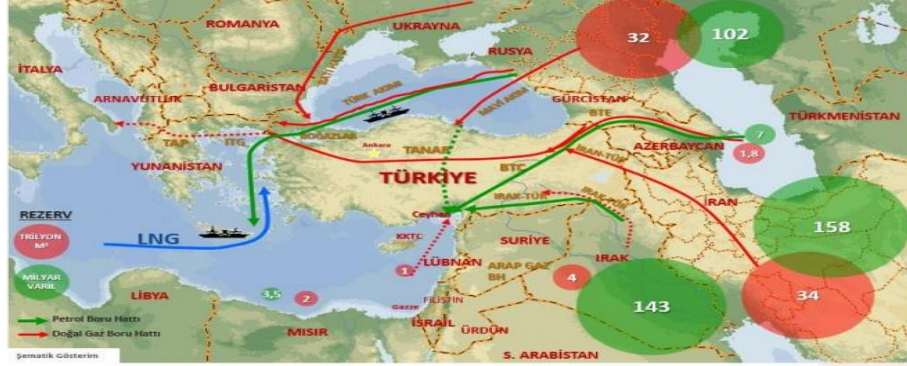 ROMANYA
UKRAYNA
RUSYA
32
102
İTALYA
ARNAVUTLUK
BULGARİSTAN
TÜRK AKIMI
MAVİ AKIM
GÜRCİSTAN
BTE
TÜRKMENİSTAN
BOĞAZLAR
TAP
ITG
Ankara
TANAP
AZERBAYCAN
7
1,8
YUNANİSTAN
TÜRKİYE
BTC
İRAN-TÜR
IRAK-TÜR
IRAK-TÜR
İRAN
Ceyhan
158
REZERV
TRİLYON
M³
LNG
KKTC
SURİYE
LÜBNAN
1
ARAP GAZ
BH
4
IRAK
MİLYAR
VARİL
LİBYA
3,5
2
Gazze
FİLİSTİN
143
34
Petrol Boru Hattı
Doğal Gaz Boru Hattı
MISIR
İSRAİL
ÜRDÜN
S. ARABİSTAN
Şematik Gösterim